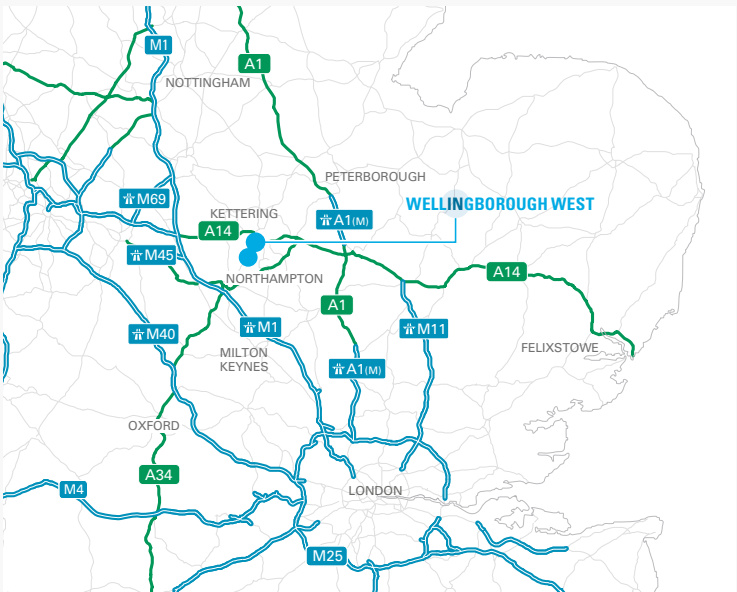 M1
A1
NOTTINGHAM
PETERBOROUGH
M69
WELLINGBOROUGH WEST
KETTERING
A1(M)
A14
M45
A14
NORTHAMPTON
A1
M40
M1
M11
FELIXSTOWE
MILTON
KEYNES
A1(M)
OXFORD
A34
M4
LONDON
M25